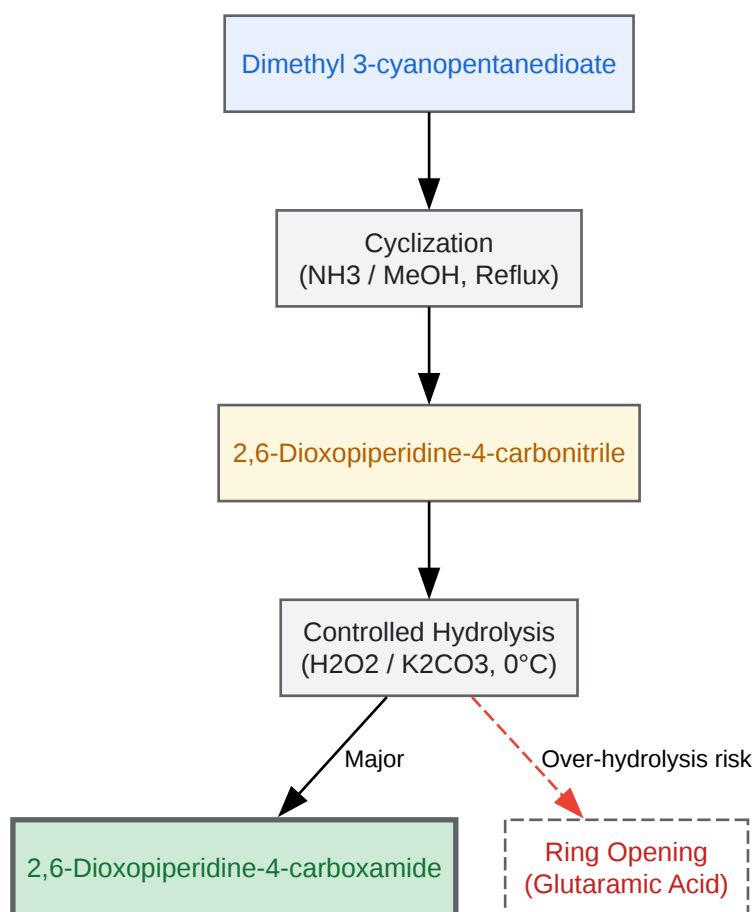 Dimethyl 3-cyanopentanedioate
Cyclization
(NH3 / MeOH, Reflux)
2,6-Dioxopiperidine-4-carbonitrile
Controlled Hydrolysis
(H2O2 / K2CO3, 0°C)
Major
Over-hydrolysis risk
2,6-Dioxopiperidine-4-carboxamide
Ring Opening
(Glutaramic Acid)